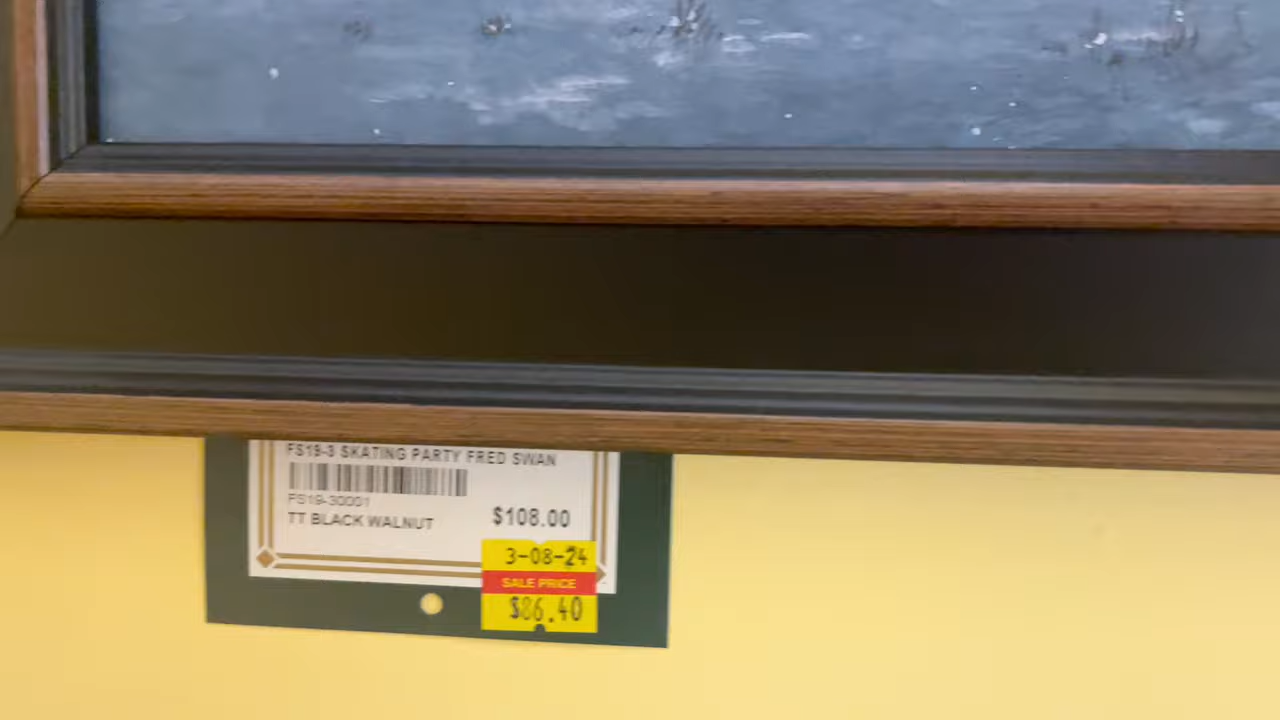 FS19-3 SKATING PARTY FRED SWAN
FS19-30001
TT BLACK WALNUT
$108.00
3-08-24
SALE PRICE
$86.40